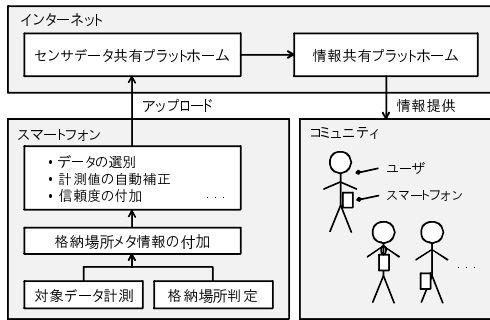 インターネット
センサデータ共有プラットホーム
情報共有プラットホーム
アップロード
情報提供
スマートフォン
・データの選別
・計測値の自動補正
・信頼度の付加
・・・
格納場所メタ情報の付加
対象データ計測
格納場所判定
コミュニティ
ユーザ
スマートフォン
・・・